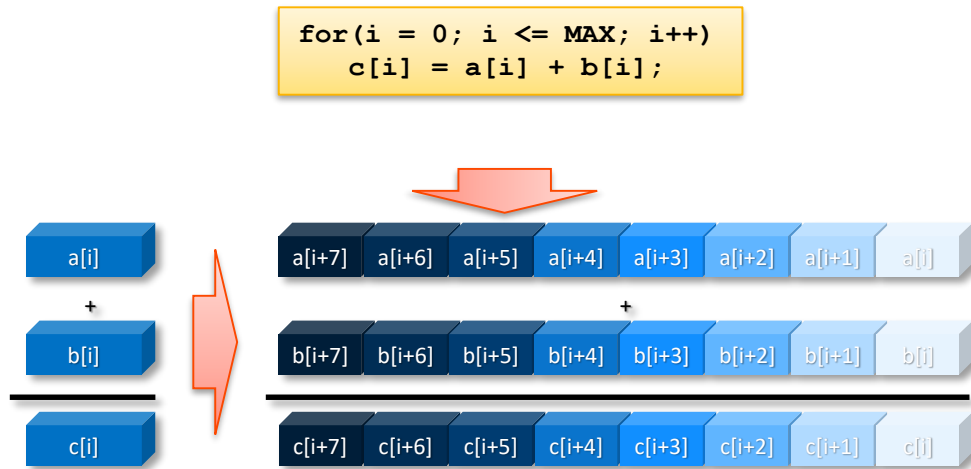 for(i = 0; i <= MAX; i++)
c[i] = a[i] + b[i];
a[i] a[i+7] a[i+6] a[i+5] a[i+4] a[i+3] a[i+2] a[i+1] a[i]
+ +
b[i] b[i+7] b[i+6] b[i+5] b[i+4] b[i+3] b[i+2] b[i+1] b[i]
c[i] c[i+7] c[i+6] c[i+5] c[i+4] c[i+3] c[i+2] c[i+1] c[i]